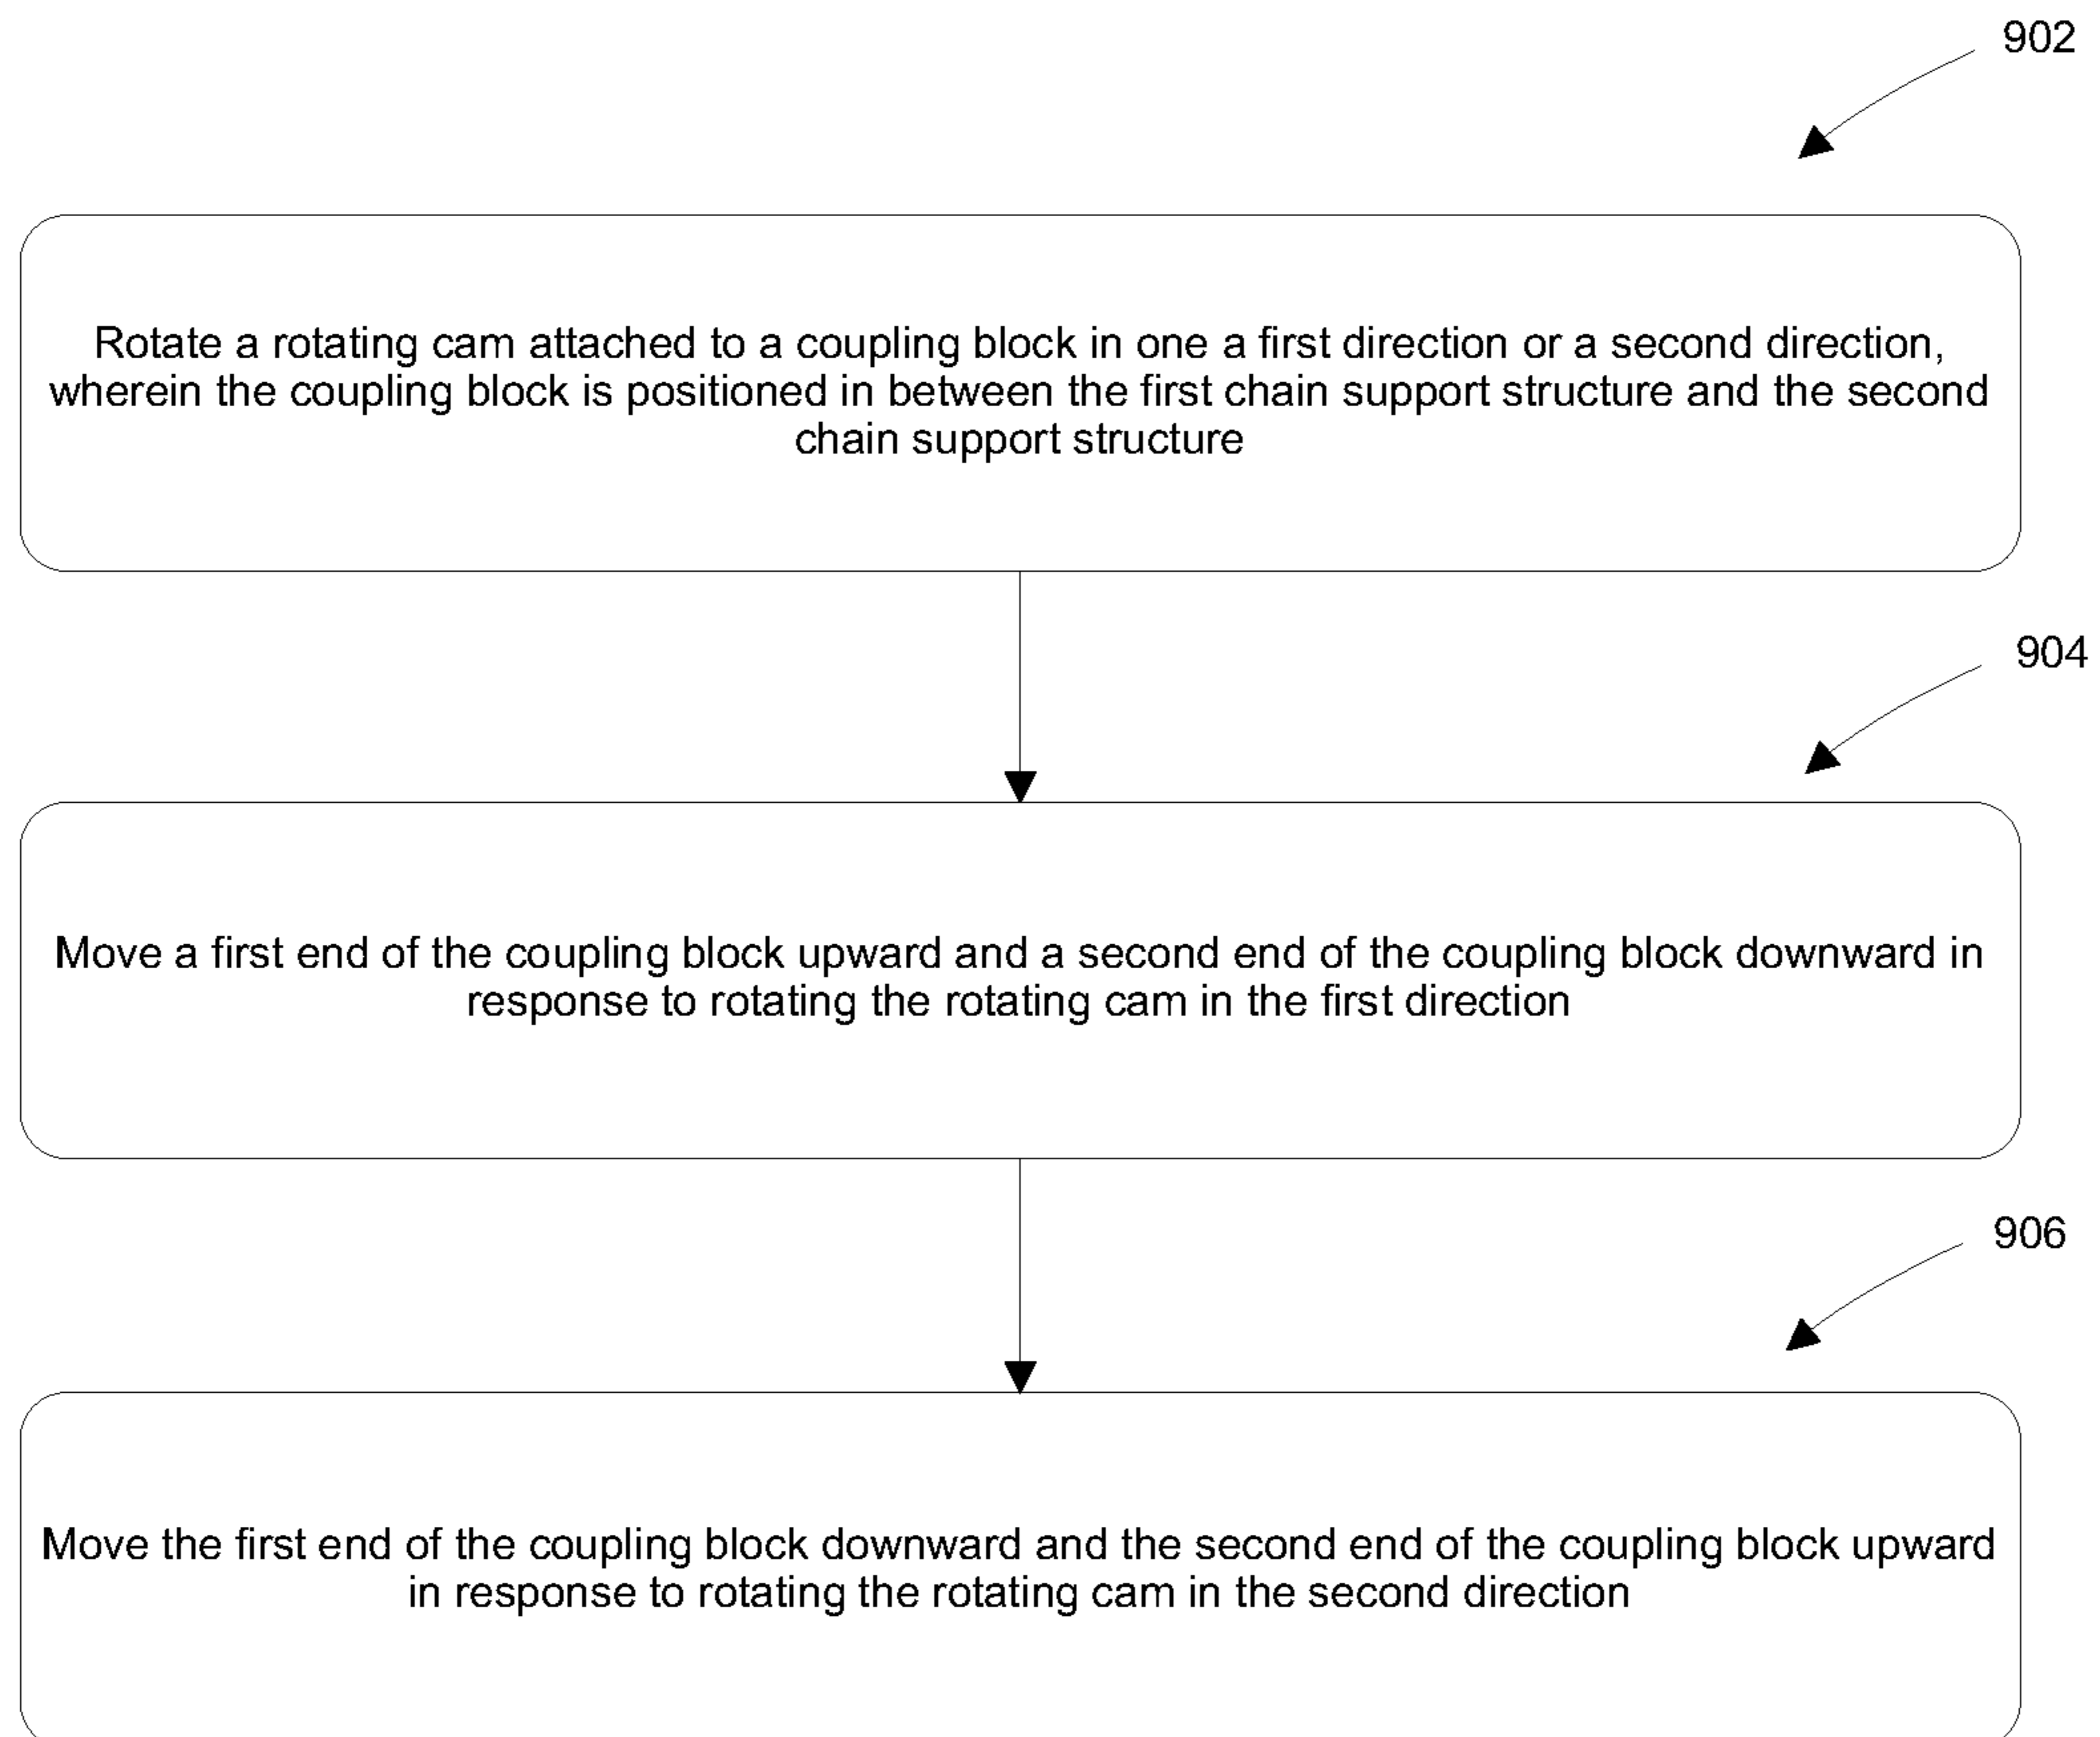 902
Rotate a rotating cam attached to a coupling block in one a first direction or a second direction,
wherein the coupling block is positioned in between the first chain support structure and the second
chain support structure
904
Move a first end of the coupling block upward and a second end of the coupling block downward in
response to rotating the rotating cam in the first direction
906
Move the first end of the coupling block downward and the second end of the coupling block upward
in response to rotating the rotating cam in the second direction